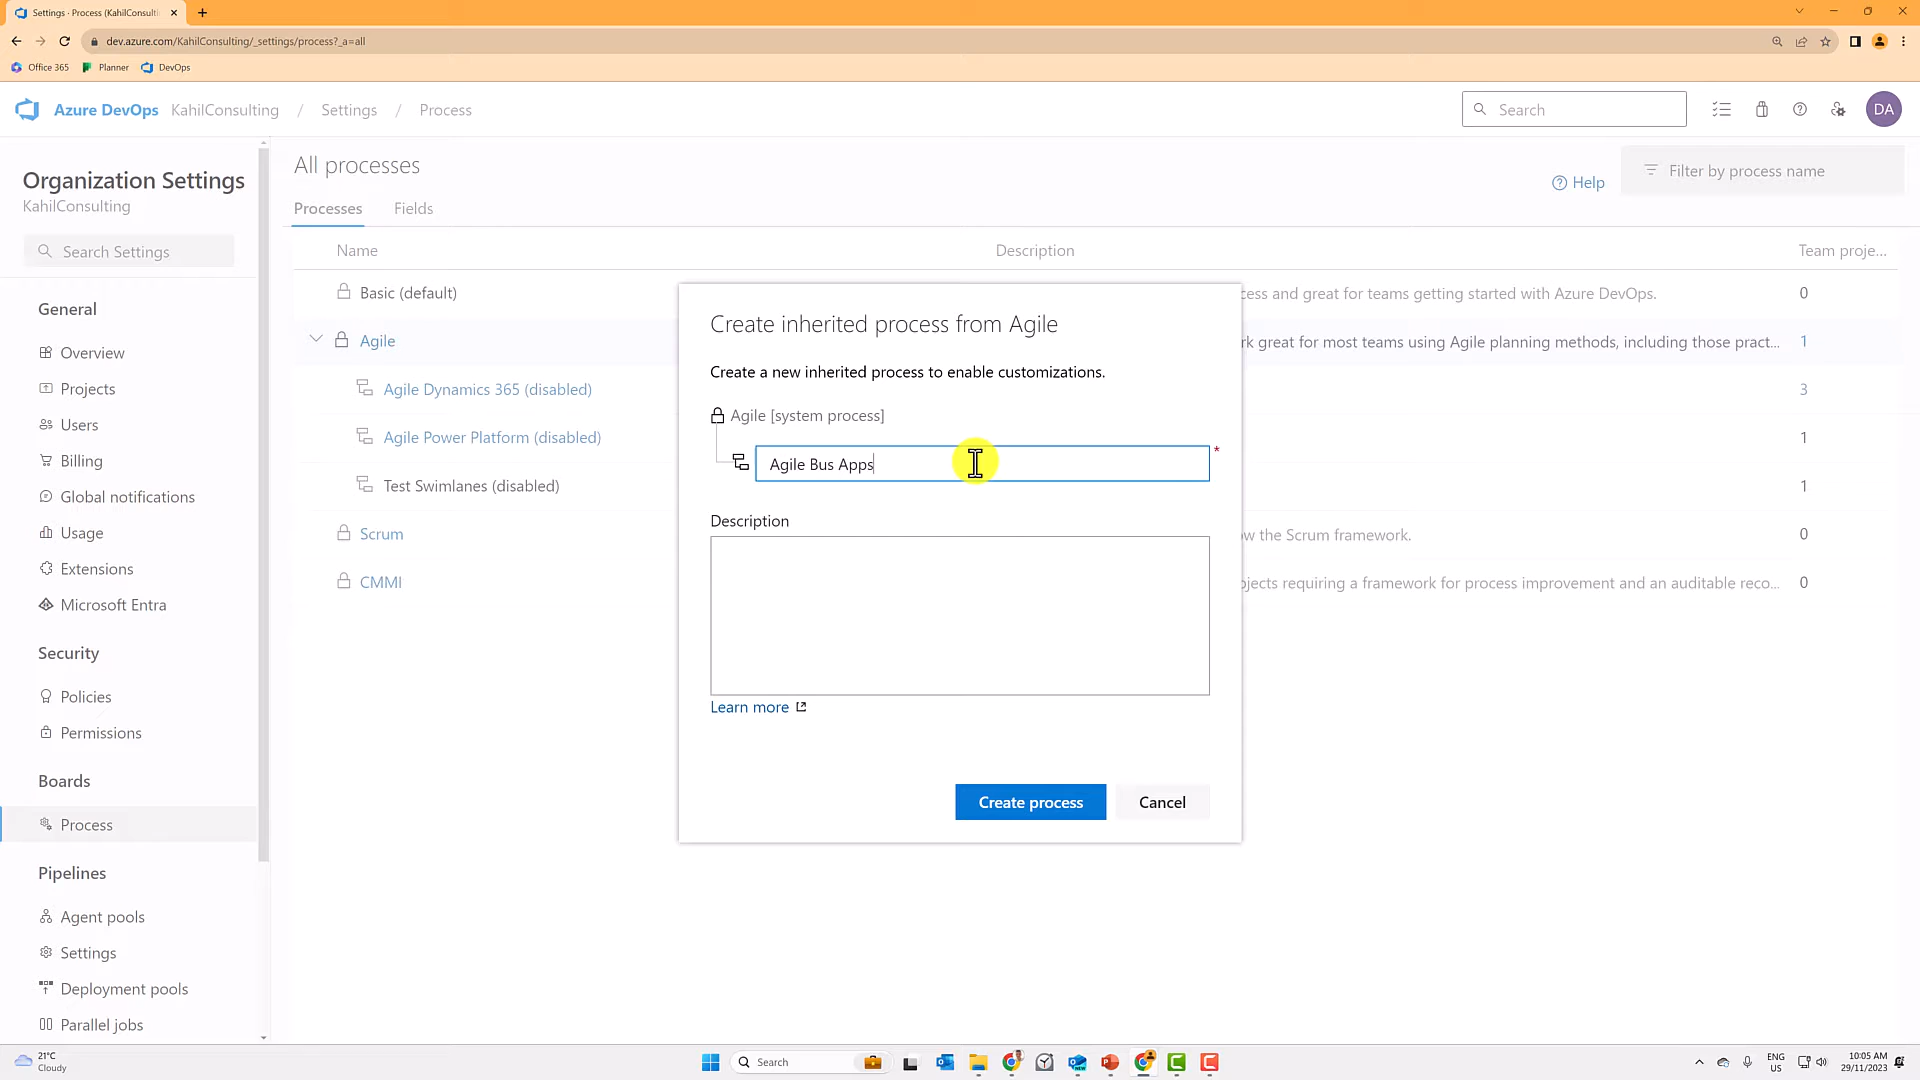 Settings - Process (KahilConsulti
dev.azure.com/KahilConsulting/_settings/process?_a=all
Office 365
Planner
DevOps
Azure DevOps
KahilConsulting
/
Settings
/
Process
Search
DA
Organization Settings
KahilConsulting
Search Settings
General
Overview
Projects
Users
Billing
Global notifications
Usage
Extensions
Microsoft Entra
Security
Policies
Permissions
Boards
Process
Pipelines
Agent pools
Settings
Deployment pools
Parallel jobs
All processes
Help
Filter by process name
Processes
Fields
Name
Description
Team proje...
Basic (default)
cess and great for teams getting started with Azure DevOps.
0
Agile
rk great for most teams using Agile planning methods, including those pract...
1
Agile Dynamics 365 (disabled)
3
Agile Power Platform (disabled)
1
Test Swimlanes (disabled)
1
Scrum
ow the Scrum framework.
0
CMMI
ojects requiring a framework for process improvement and an auditable reco...
0
Create inherited process from Agile
Create a new inherited process to enable customizations.
Agile [system process]
Agile Bus Apps
*
Description
Learn more
Create process
Cancel
21°C
Cloudy
Search
ENG
US
10:05 AM
29/11/2023